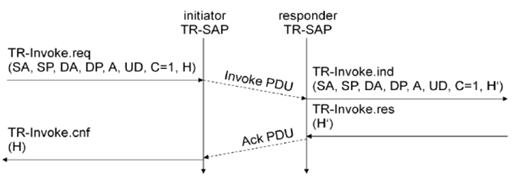 initiator
TR-SAP
responder
TR-SAP
TR-Invoke.req
(SA, SP, DA, DP, A, UD, C=1, H)
Invoke PDU
TR-Invoke.ind
(SA, SP, DA, DP, A, UD, C=1, H‘)
TR-Invoke.res
(H‘)
Ack PDU
TR-Invoke.cnf
(H)